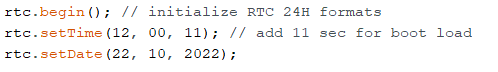 rtc.begin(); // initialize RTC 24H formats
rtc.setTime(12, 00, 11); // add 11 sec for boot load
rtc.setDate(22, 10, 2022);